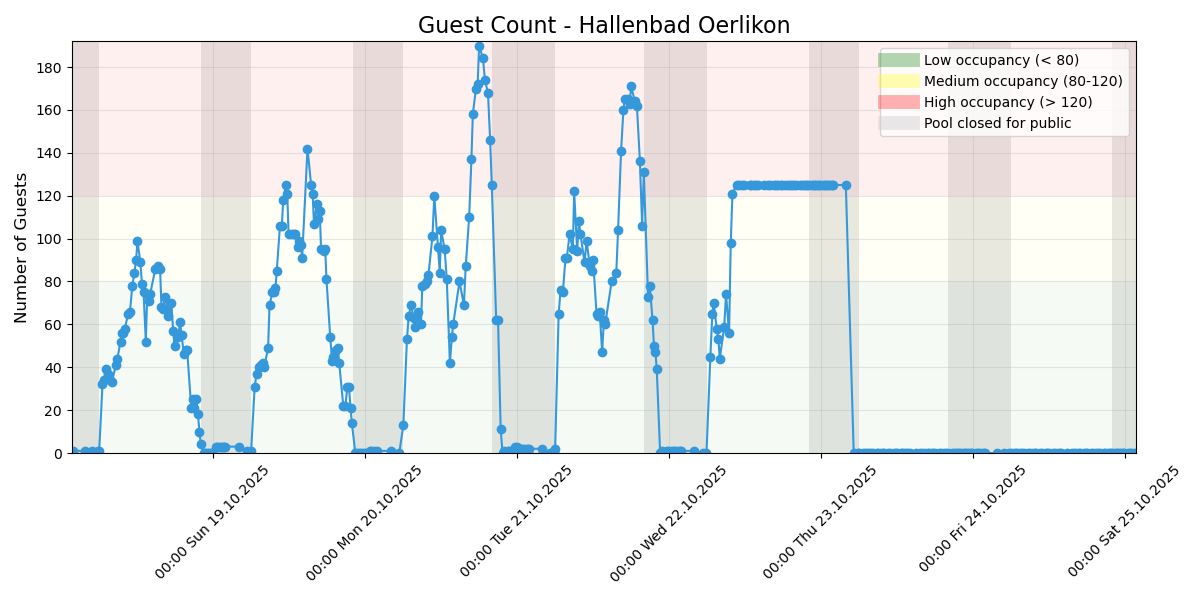 Guest Count - Hallenbad Oerlikon
Number of Guests
180
160
140
120
100
80
60
40
20
0
Low occupancy (< 80)
Medium occupancy (80-120)
High occupancy (> 120)
Pool closed for public
00:00 Sun 19.10.2025
00:00 Mon 20.10.2025
00:00 Tue 21.10.2025
00:00 Wed 22.10.2025
00:00 Thu 23.10.2025
00:00 Fri 24.10.2025
00:00 Sat 25.10.2025